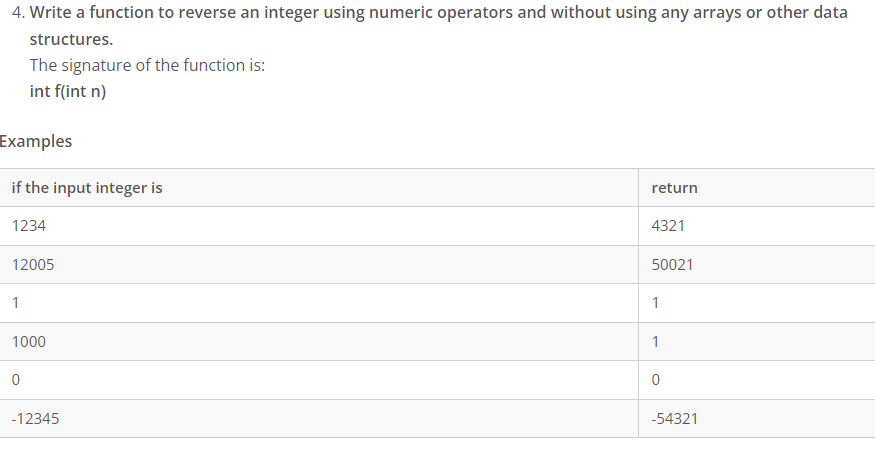 4. Write a function to reverse an integer using numeric operators and without using any arrays or other data
structures.
The signature of the function is:
int f(int n)
Examples
if the input integer is return
1234 4321
12005 50021
1 1
1000 1
0 0
-12345 -54321